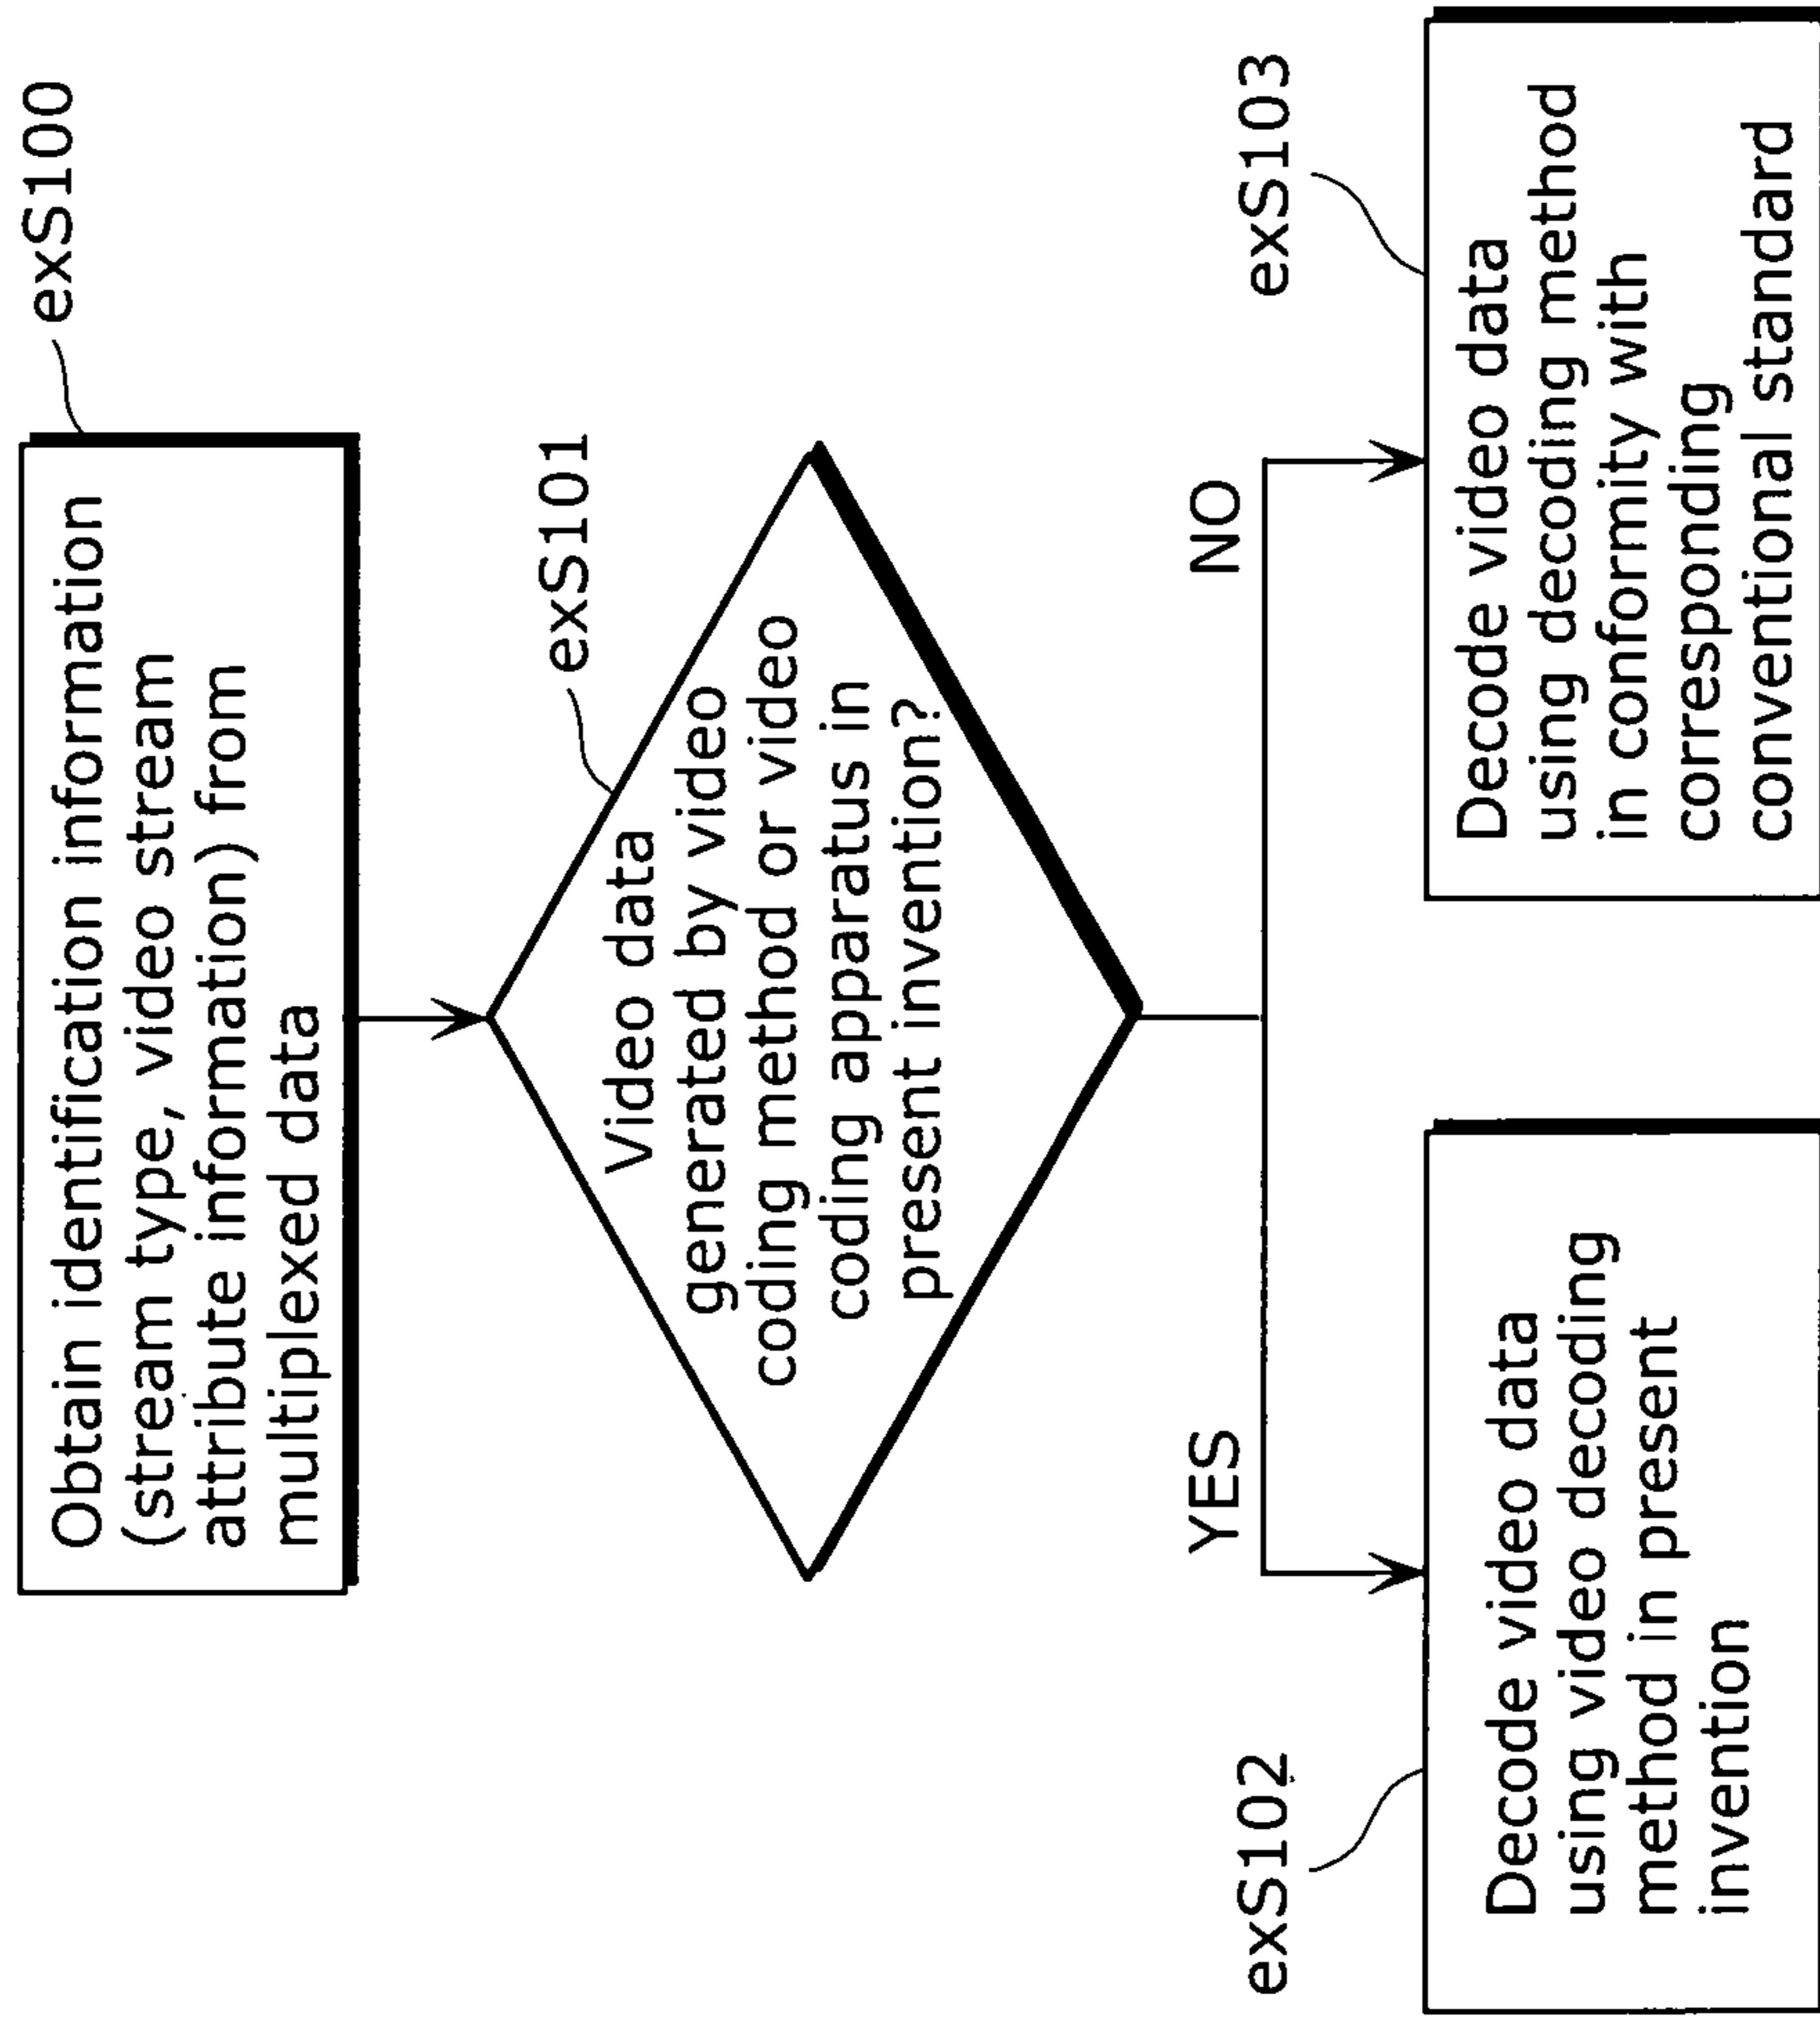 exS100
Obtain identification information
(stream type, video stream
attribute information) from
multiplexed data
exS101
Video data
generated by video
coding method or video
coding apparatus in
present invention?
YES
NO
exS102
exS103
Decode video data
using video decoding
method in present
invention
Decode video data
using decoding method
in conformity with
corresponding
conventional standard